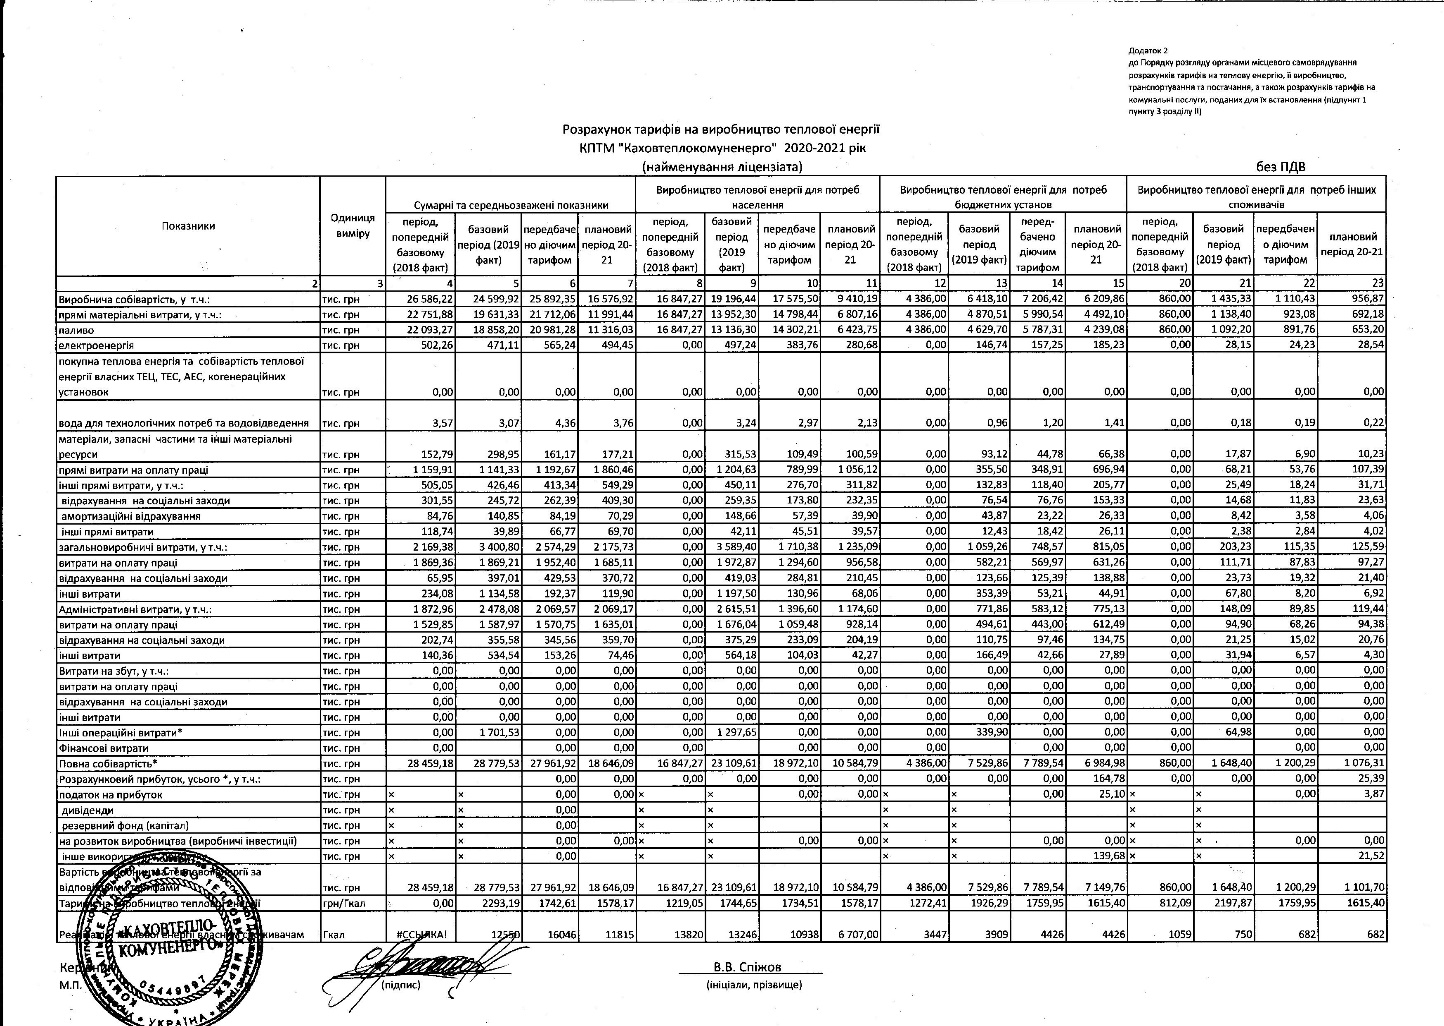 Додаток 2
до Порядку розгляду органами місцевого самоврядування
розрахунків тарифів на теплову енергію, її виробництво,
транспортування та постачання, а також розрахунків тарифів на
комунальні послуги, поданих для їх встановлення (підпункт 1
пункту 3 розділу II)
Розрахунок тарифів на виробництво теплової енергії
КПТМ "Каховтеплокомуненерго" 2020-2021 рік
(найменування ліцензіата) без ПДВ
Показники Одиниця виміру Сумарні та середньозважені показники Виробництво теплової енергії для потреб населення Виробництво теплової енергії для потреб бюджетних установ Виробництво теплової енергії для потреб інших споживачів
період, попередній базовому (2018 факт) базовий період (2019 факт) передбаче но діючим тарифом плановий період 20-21 період, попередній базовому (2018 факт) базовий період (2019 факт) передбаче но діючим тарифом плановий період 20-21 період, попередній базовому (2018 факт) базовий період (2019 факт) перед-бачено діючим тарифом плановий період 20-21 період, попередній базовому (2018 факт) базовий період (2019 факт) передбачен о діючим тарифом плановий період 20-21
2 3 4 5 6 7 8 9 10 11 12 13 14 15 20 21 22 23
Виробнича собівартість, у т.ч.: тис. грн 26 586,22 24 599,92 25 892,35 16 576,92 16 847,27 19 196,44 17 575,50 9 410,19 4 386,00 6 418,10 7 206,42 6 209,86 860,00 1 435,33 1 110,43 956,87
прямі матеріальні витрати, у т.ч.: тис. грн 22 751,88 19 631,33 21 712,06 11 991,44 16 847,27 13 952,30 14 798,44 6 807,16 4 386,00 4 870,51 5 990,54 4 492,10 860,00 1 138,40 923,08 692,18
паливо тис. грн 22 093,27 18 858,20 20 981,28 11 316,03 16 847,27 13 136,30 14 302,21 6 423,75 4 386,00 4 629,70 5 787,31 4 239,08 860,00 1 092,20 891,76 653,20
електроенергія тис. грн 502,26 471,11 565,24 494,45 0,00 497,24 383,76 280,68 0,00 146,74 157,25 185,23 0,00 28,15 24,23 28,54
покупна теплова енергія та собівартість теплової
енергії власних ТЕЦ, ТЕС, АЕС, когенераційних
установок тис. грн 0,00 0,00 0,00 0,00 0,00 0,00 0,00 0,00 0,00 0,00 0,00 0,00 0,00 0,00 0,00 0,00
вода для технологічних потреб та водовідведення тис. грн 3,57 3,07 4,36 3,76 0,00 3,24 2,97 2,13 0,00 0,96 1,20 1,41 0,00 0,18 0,19 0,22
матеріали, запасні частини та інші матеріальні
ресурси тис. грн 152,79 298,95 161,17 177,21 0,00 315,53 109,49 100,59 0,00 93,12 44,78 66,38 0,00 17,87 6,90 10,23
прямі витрати на оплату праці тис. грн 1 159,91 1 141,33 1 192,67 1 860,46 0,00 1 204,63 789,99 1 056,12 0,00 355,50 348,91 696,94 0,00 68,21 53,76 107,39
інші прямі витрати, у т.ч.: тис. грн 505,05 426,46 413,34 549,29 0,00 450,11 276,70 311,82 0,00 132,83 118,40 205,77 0,00 25,49 18,24 31,71
відрахування на соціальні заходи тис. грн 301,55 245,72 262,39 409,30 0,00 259,35 173,80 232,35 0,00 76,54 76,76 153,33 0,00 14,68 11,83 23,63
амортизаційні відрахування тис. грн 84,76 140,85 84,19 70,29 0,00 148,66 57,39 39,90 0,00 43,87 23,22 26,33 0,00 8,42 3,58 4,06
інші прямі витрати тис. грн 118,74 39,89 66,77 69,70 0,00 42,11 45,51 39,57 0,00 12,43 18,42 26,11 0,00 2,38 2,84 4,02
загальновиробничі витрати, у т.ч.: тис. грн 2 169,38 3 400,80 2 574,29 2 175,73 0,00 3 589,40 1 710,38 1 235,09 0,00 1 059,26 748,57 815,05 0,00 203,23 115,35 125,59
витрати на оплату праці тис. грн 1 869,36 1 869,21 1 952,40 1 685,11 0,00 1 972,87 1 294,60 956,58 0,00 582,21 569,97 631,26 0,00 111,71 87,83 97,27
відрахування на соціальні заходи тис. грн 65,95 397,01 429,53 370,72 0,00 419,03 284,81 210,45 0,00 123,66 125,39 138,88 0,00 23,73 19,32 21,40
інші витрати тис. грн 234,08 1 134,58 192,37 119,90 0,00 1 197,50 130,96 68,06 0,00 353,39 53,21 44,91 0,00 67,80 8,20 6,92
Адміністративні витрати, у т.ч.: тис. грн 1 872,96 2 478,08 2 069,57 2 069,17 0,00 2 615,51 1 396,60 1 174,60 0,00 771,86 583,12 775,13 0,00 148,09 89,85 119,44
витрати на оплату праці тис. грн 1 529,85 1 587,97 1 570,75 1 635,01 0,00 1 676,04 1 059,48 928,14 0,00 494,61 443,00 612,49 0,00 94,90 68,26 94,38
відрахування на соціальні заходи тис. грн 202,74 355,58 345,56 359,70 0,00 375,29 233,09 204,19 0,00 110,75 97,46 134,75 0,00 21,25 15,02 20,76
інші витрати тис. грн 140,36 534,54 153,26 74,46 0,00 564,18 104,03 42,27 0,00 166,49 42,66 27,89 0,00 31,94 6,57 4,30
Витрати на збут, у т.ч.: тис. грн 0,00 0,00 0,00 0,00 0,00 0,00 0,00 0,00 0,00 0,00 0,00 0,00 0,00 0,00 0,00 0,00
витрати на оплату праці тис. грн 0,00 0,00 0,00 0,00 0,00 0,00 0,00 0,00 0,00 0,00 0,00 0,00 0,00 0,00 0,00 0,00
відрахування на соціальні заходи тис. грн 0,00 0,00 0,00 0,00 0,00 0,00 0,00 0,00 0,00 0,00 0,00 0,00 0,00 0,00 0,00 0,00
інші витрати тис. грн 0,00 0,00 0,00 0,00 0,00 0,00 0,00 0,00 0,00 0,00 0,00 0,00 0,00 0,00 0,00 0,00
Інші операційні витрати* тис. грн 0,00 1 701,53 0,00 0,00 0,00 1 297,65 0,00 0,00 0,00 339,90 0,00 0,00 0,00 64,98 0,00 0,00
Фінансові витрати тис. грн 0,00 0,00 0,00 0,00 0,00 0,00 0,00 0,00 0,00 0,00 0,00
Повна собівартість* тис. грн 28 459,18 28 779,53 27 961,92 18 646,09 16 847,27 23 109,61 18 972,10 10 584,79 4 386,00 7 529,86 7 789,54 6 984,98 860,00 1 648,40 1 200,29 1 076,31
Розрахунковий прибуток, усього *, у т.ч.: тис. грн 0,00 0,00 0,00 0,00 0,00 0,00 0,00 0,00 0,00 164,78 0,00 0,00 0,00 25,39
податок на прибуток тис. грн × × 0,00 0,00 × × 0,00 0,00 × × 0,00 25,10 × × 0,00 3,87
дивіденди тис. грн × × 0,00 × × × × × ×
резервний фонд (капітал) тис. грн × × 0,00 × × × × × ×
на розвиток виробництва (виробничі інвестиції) тис. грн × × 0,00 0,00 × × 0,00 0,00 × × 0,00 0,00 × × 0,00 0,00
інше тис. грн × × 0,00 × × × × 139,68 × × 21,52
Вартість виробництва теплової енергії за
відповідними тарифами тис. грн 28 459,18 28 779,53 27 961,92 18 646,09 16 847,27 23 109,61 18 972,10 10 584,79 4 386,00 7 529,86 7 789,54 7 149,76 860,00 1 648,40 1 200,29 1 101,70
Тариф на виробництво теплової енергії грн/Гкал 0,00 2293,19 1742,61 1578,17 1219,05 1744,65 1734,51 1578,17 1272,41 1926,29 1759,95 1615,40 812,09 2197,87 1759,95 1615,40
теплової енергії власним споживачам Гкал #ССЫЛКА! 12550 16046 11815 13820 13246 10938 6 707,00 3447 3909 4426 4426 1059 750 682 682
Керівник В.В. Спіжов
М.П. (підпис) (ініціали, прізвище)
«КАХОВТЕПЛО-
КОМУНЕНЕРГО»
05449897
* УКРАЇНА *